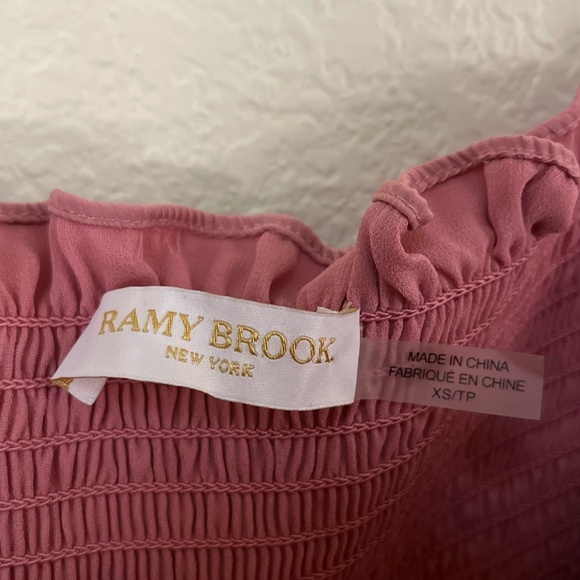 RAMY BROOK
NEW YORK
MADE IN CHINA
FABRIQUÉ EN CHINE
XS/TP